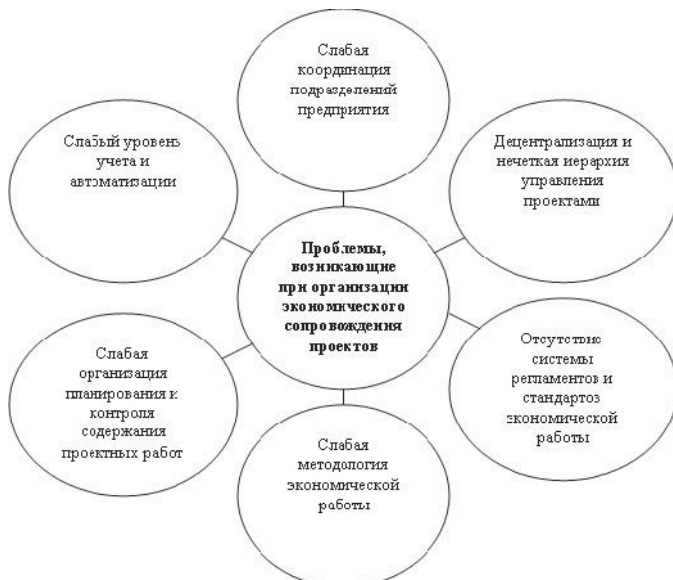 Слабая
координация
подразделений
предприятия
Слабый уровень
учета и
автоматизации
Децентрализация и
нечеткая иерархия
управления
проектами
Проблемы,
возникающие
при организации
экономического
сопровождения
проектов
Слабая
организация
планирования и
контроля
содержания
проектных работ
Отсутствие
системы
регламентов и
стандартов
экономической
работы
Слабая
методология
экономической
работы